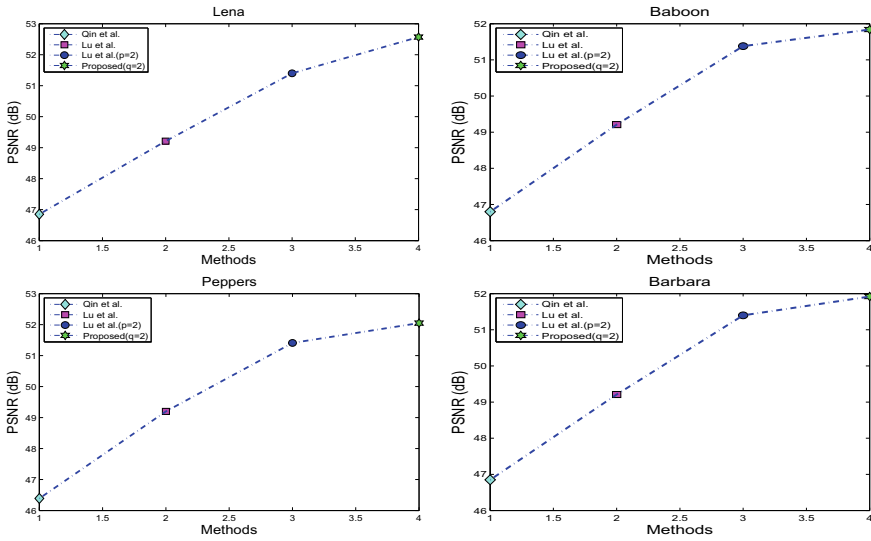 Lena
PSNR (dB)
53
52
51
50
49
48
47
46
Qin et al.
Lu et al.
Lu et al.(p=2)
Proposed(q=2)
1 1.5 2 2.5 3 3.5 4
Methods
Baboon
PSNR (dB)
52
51
50
49
48
47
46
Qin et al.
Lu et al.
Lu et al.(p=2)
Proposed(q=2)
1 1.5 2 2.5 3 3.5 4
Methods
Peppers
PSNR (dB)
53
52
51
50
49
48
47
46
Qin et al.
Lu et al.
Lu et al.(p=2)
Proposed(q=2)
1 1.5 2 2.5 3 3.5 4
Methods
Barbara
PSNR (dB)
52
51
50
49
48
47
46
Qin et al.
Lu et al.
Lu et al.(p=2)
Proposed(q=2)
1 1.5 2 2.5 3 3.5 4
Methods